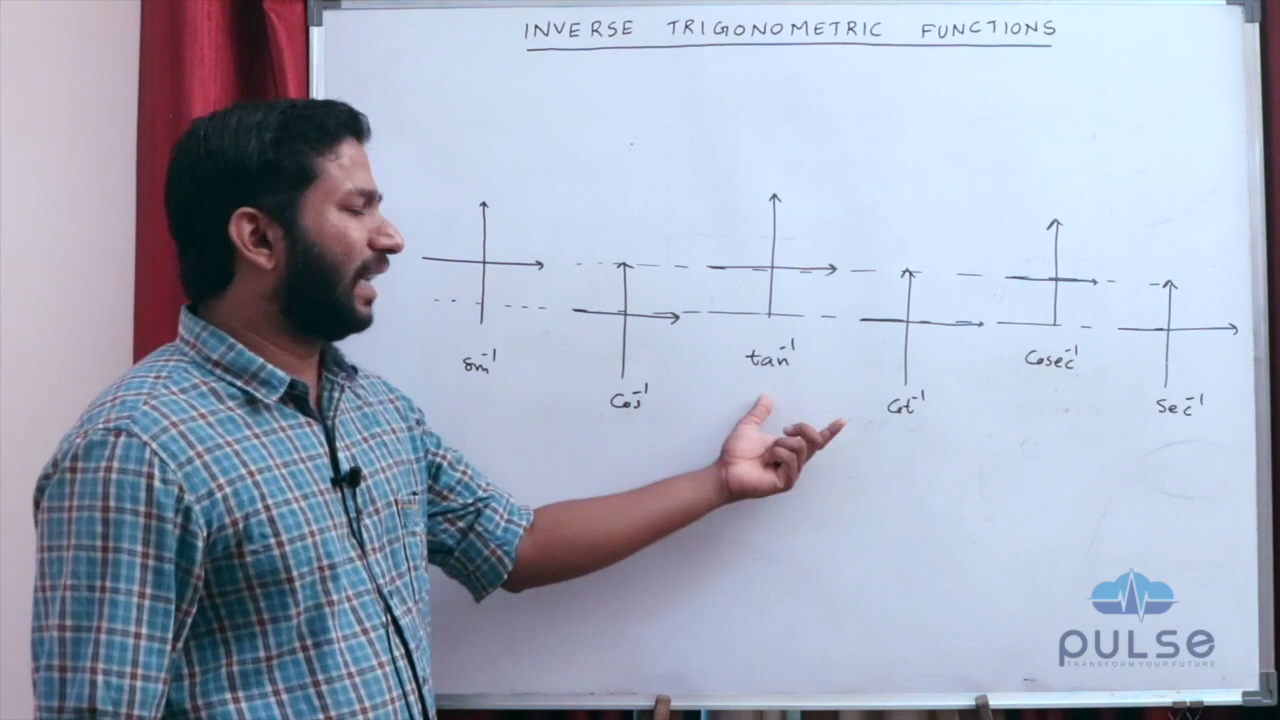 INVERSE TRIGONOMETRIC FUNCTIONS
sin⁻¹
Cos⁻¹
tan⁻¹
Cot⁻¹
Cosec⁻¹
Sec⁻¹
PULSE
TRANSFORM YOUR FUTURE